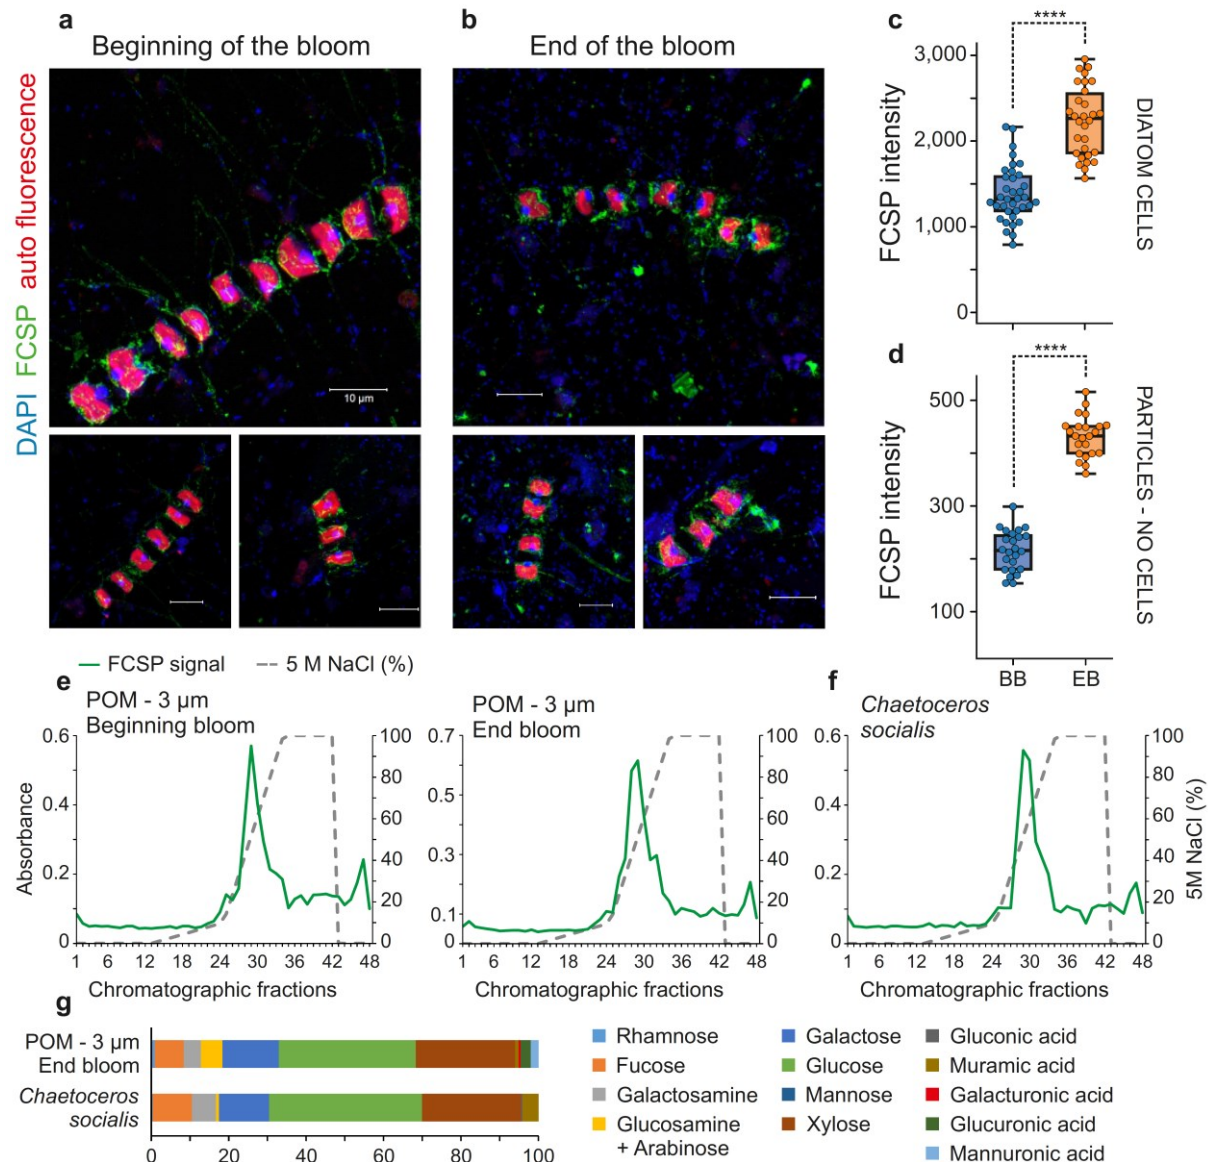 a
Beginning of the bloom
b
End of the bloom
DAPI FCSP auto fluorescence
10 µm
c
****
3,000
2,000
1,000
0
FCSP intensity
DIATOM CELLS
d
****
500
300
100
FCSP intensity
PARTICLES - NO CELLS
BB EB
FCSP signal 5 M NaCl (%)
e
POM - 3 µm
Beginning bloom
0.6
0.4
0.2
0
Absorbance
100
80
60
40
20
0
1 6 12 18 24 30 36 42 48
Chromatographic fractions
POM - 3 µm
End bloom
0.7
0.5
0.3
0.1
0
100
80
60
40
20
0
1 6 12 18 24 30 36 42 48
Chromatographic fractions
f
Chaetoceros
socialis
0.6
0.4
0.2
0
100
80
60
40
20
0
5M NaCl (%)
1 6 12 18 24 30 36 42 48
Chromatographic fractions
g
POM - 3 µm
End bloom
Chaetoceros
socialis
0 20 40 60 80 100
Rhamnose
Fucose
Galactosamine
Glucosamine
+ Arabinose
Galactose
Glucose
Mannose
Xylose
Gluconic acid
Muramic acid
Galacturonic acid
Glucuronic acid
Mannuronic acid